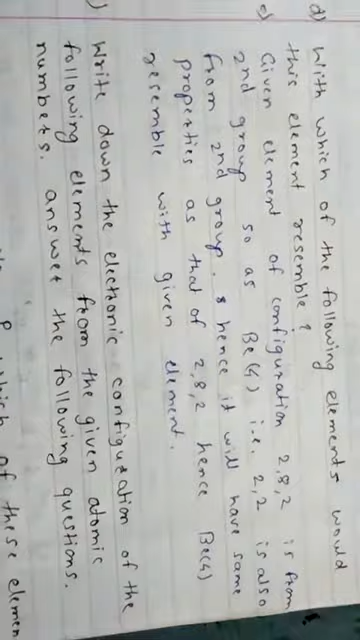 d) With which of the following elements would
this element resemble?
c) Given element of configuration 2,8,2 is from
2nd group so as Be(4) i.e. 2,2 is also
from 2nd group. & hence it will have same
properties as that of 2,8,2 hence Be(4)
resemble with given element.
) Write down the electronic configuration of the
following elements from the given atomic
numbers. answer the following questions.
which of these elemen